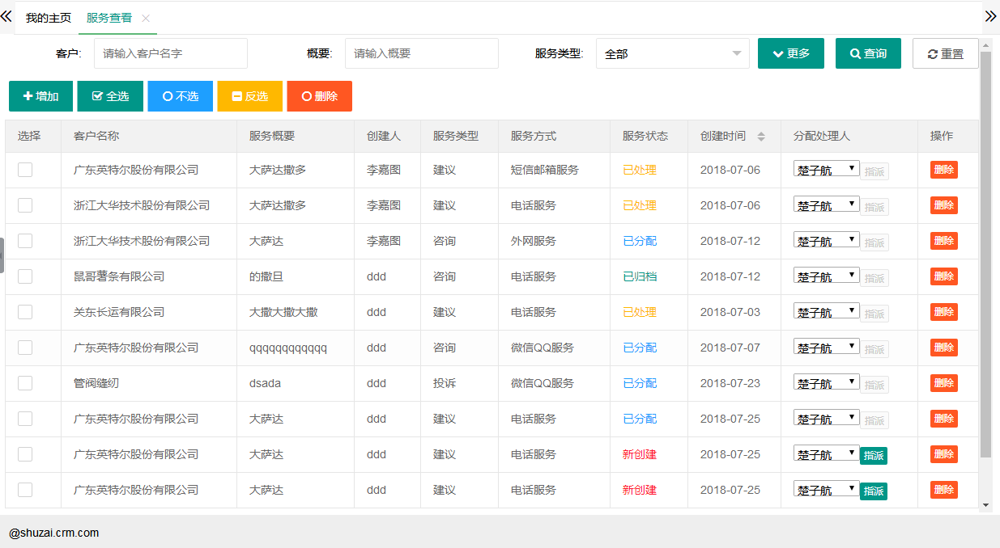 我的主页 服务查看
客户: 请输入客户名字 概要: 请输入概要 服务类型: 全部 更多 查询 重置
增加 全选 不选 反选 删除
选择 客户名称 服务概要 创建人 服务类型 服务方式 服务状态 创建时间 分配处理人 操作
广东英特尔股份有限公司 大萨达撒多 李嘉图 建议 短信邮箱服务 已处理 2018-07-06 楚子航 指派 删除
浙江大华技术股份有限公司 大萨达撒多 李嘉图 建议 电话服务 已处理 2018-07-06 楚子航 指派 删除
浙江大华技术股份有限公司 大萨达 李嘉图 咨询 外网服务 已分配 2018-07-12 楚子航 指派 删除
鼠哥薯条有限公司 的撒旦 ddd 咨询 电话服务 已归档 2018-07-12 楚子航 指派 删除
关东长运有限公司 大撒大撒大撒 ddd 建议 电话服务 已处理 2018-07-03 楚子航 指派 删除
广东英特尔股份有限公司 qqqqqqqqqqqq ddd 咨询 微信QQ服务 已分配 2018-07-07 楚子航 指派 删除
管阀缝纫 dsada ddd 投诉 微信QQ服务 已分配 2018-07-23 楚子航 指派 删除
广东英特尔股份有限公司 大萨达 ddd 建议 电话服务 已分配 2018-07-25 楚子航 指派 删除
广东英特尔股份有限公司 大萨达 ddd 建议 电话服务 新创建 2018-07-25 楚子航 指派 删除
广东英特尔股份有限公司 大萨达 ddd 建议 电话服务 新创建 2018-07-25 楚子航 指派 删除
@shuzai.crm.com